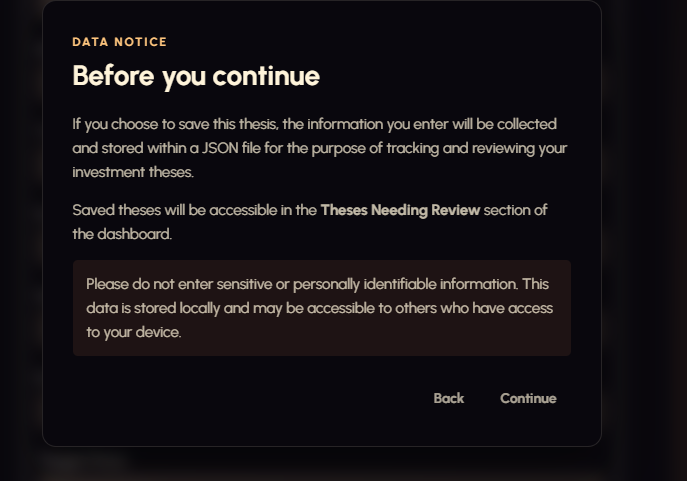 DATA NOTICE
Before you continue
If you choose to save this thesis, the information you enter will be collected
and stored within a JSON file for the purpose of tracking and reviewing your
investment theses.
Saved theses will be accessible in the Theses Needing Review section of
the dashboard.
Please do not enter sensitive or personally identifiable information. This
data is stored locally and may be accessible to others who have access
to your device.
Back Continue